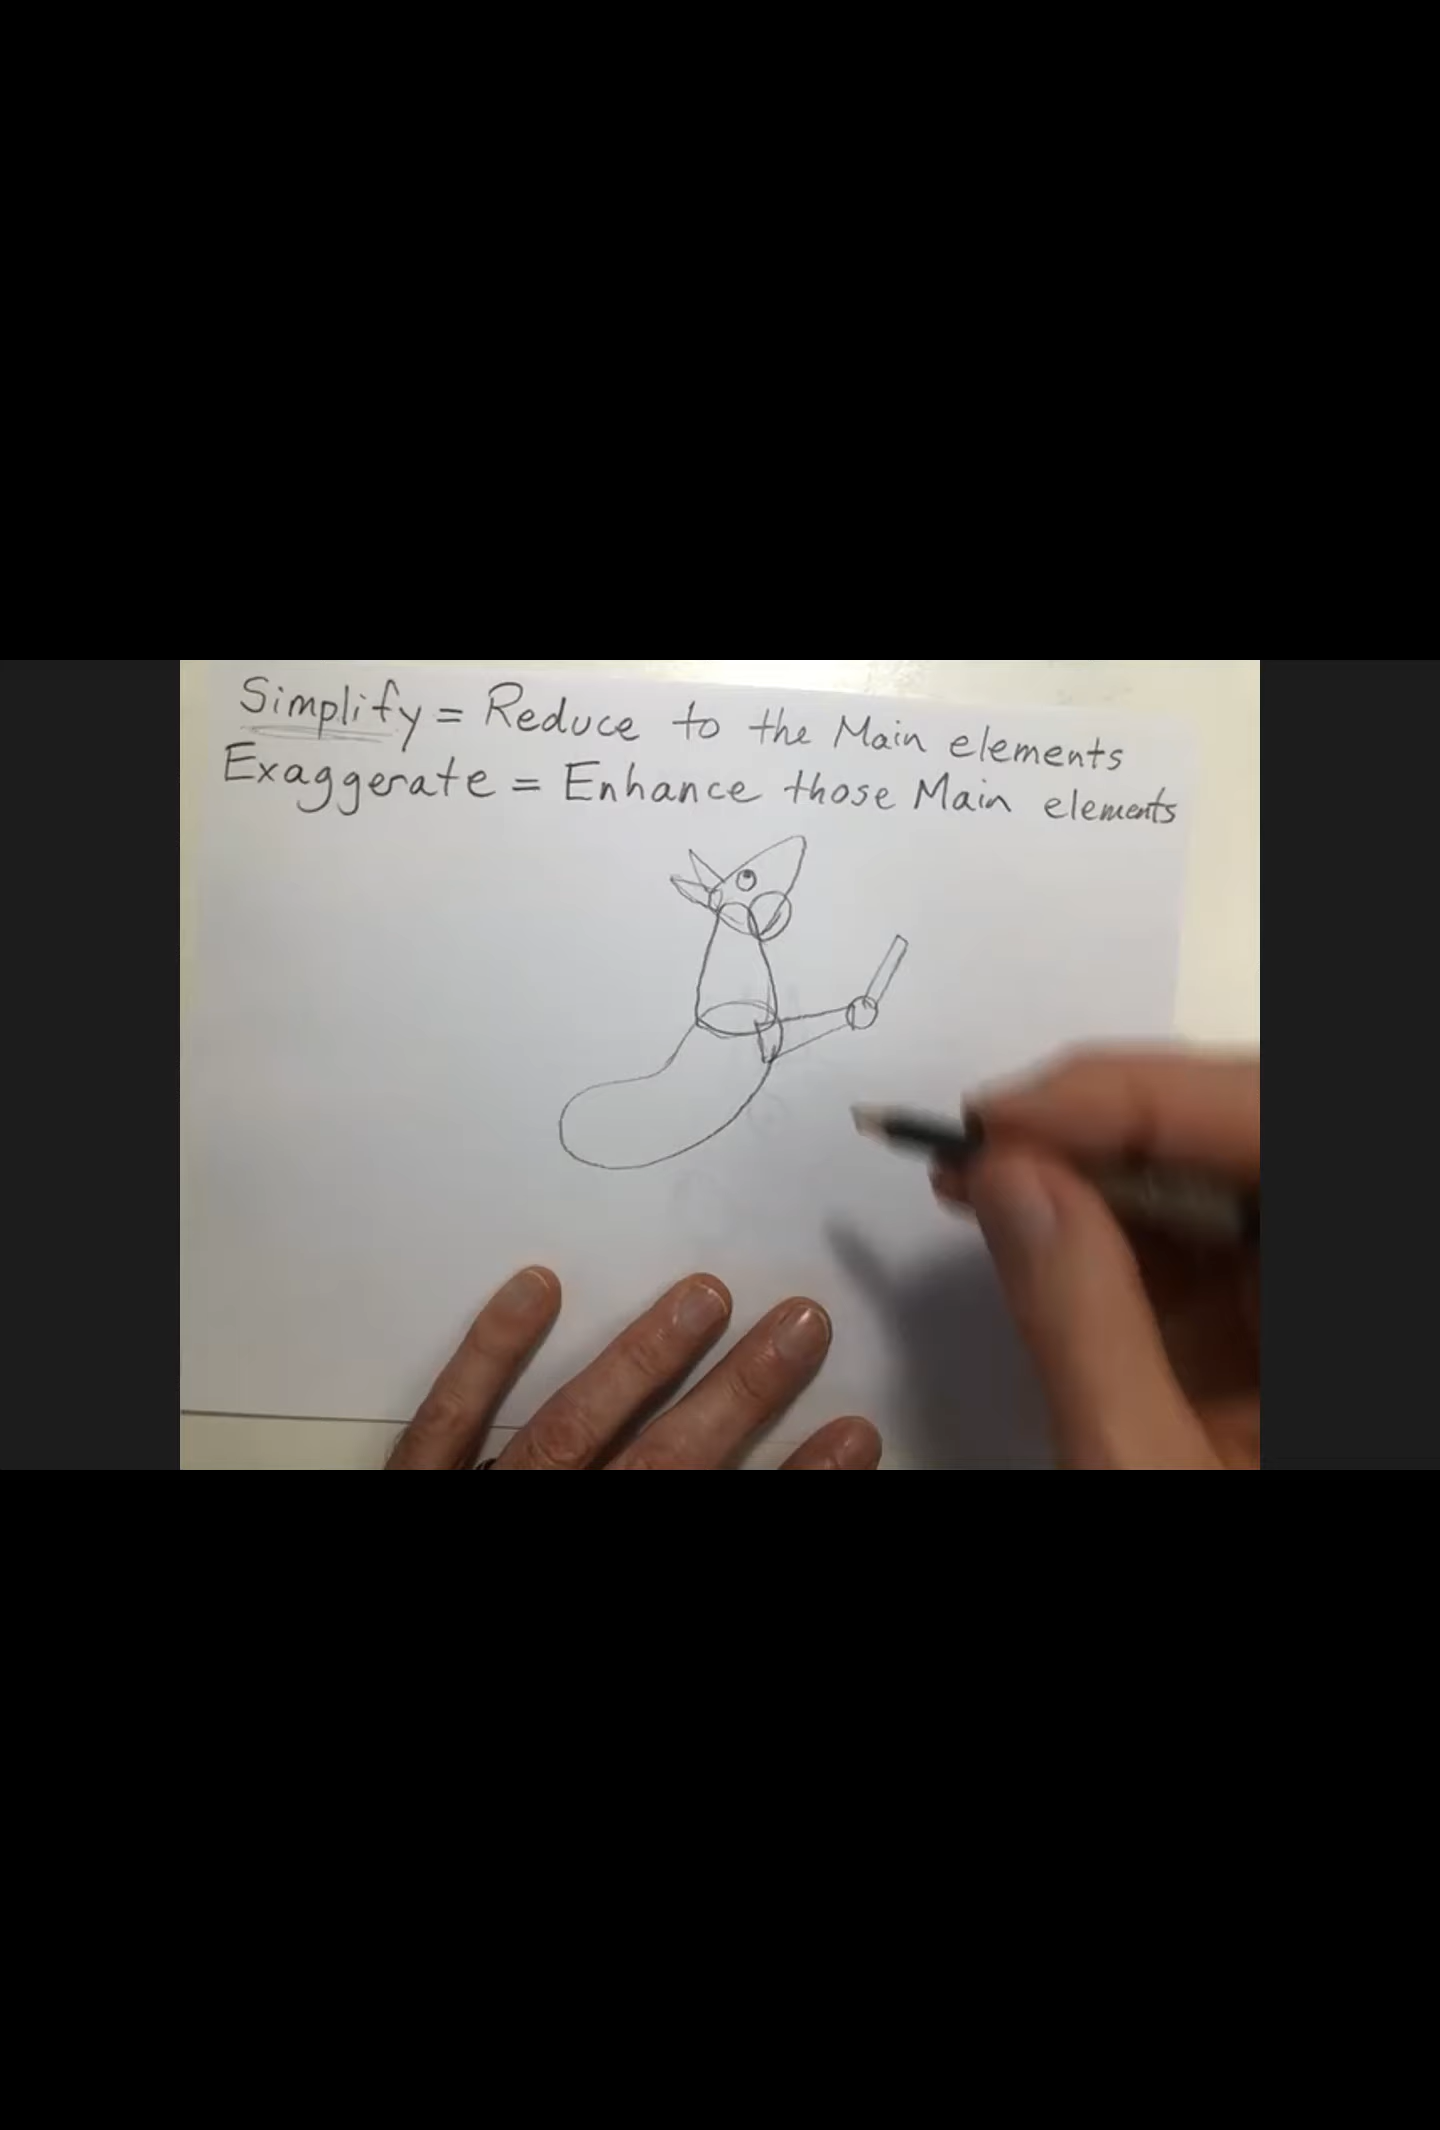 Simplify = Reduce to the Main elements
Exaggerate = Enhance those Main elements